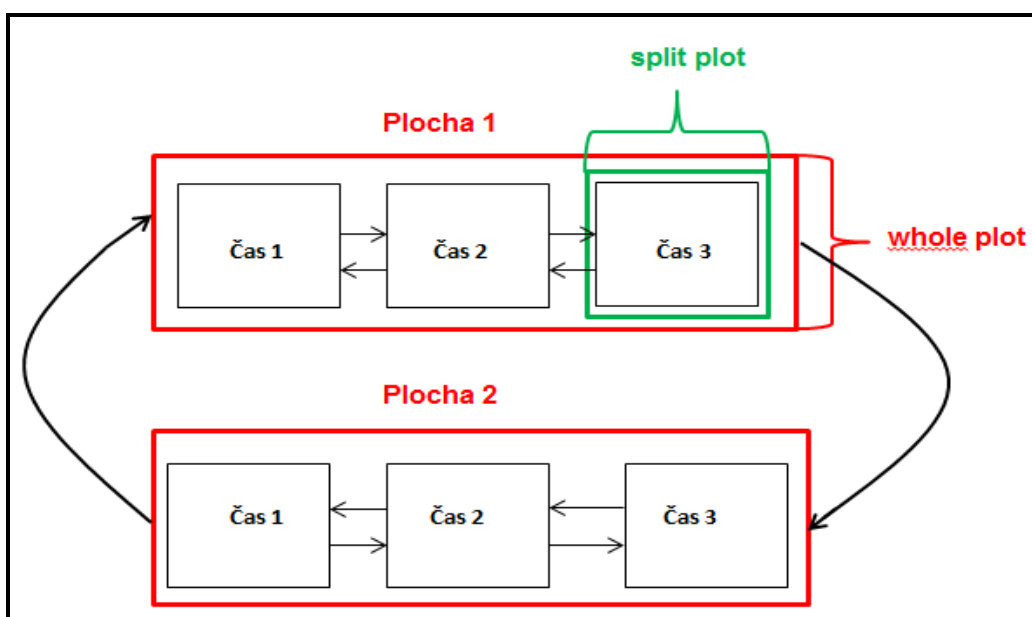 split plot
Plocha 1
Čas 1
Čas 2
Čas 3
whole plot
Plocha 2
Čas 1
Čas 2
Čas 3